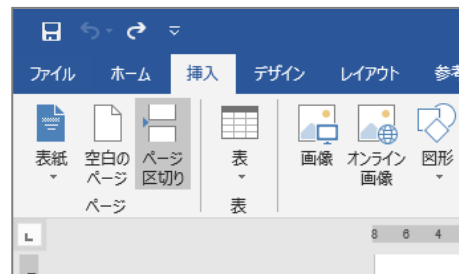 ファイル ホーム 挿入 デザイン レイアウト 参考
表紙 空白の ページ 表 画像 オンライン 図形
ページ 区切り 画像
ページ 表
L 8 6 4